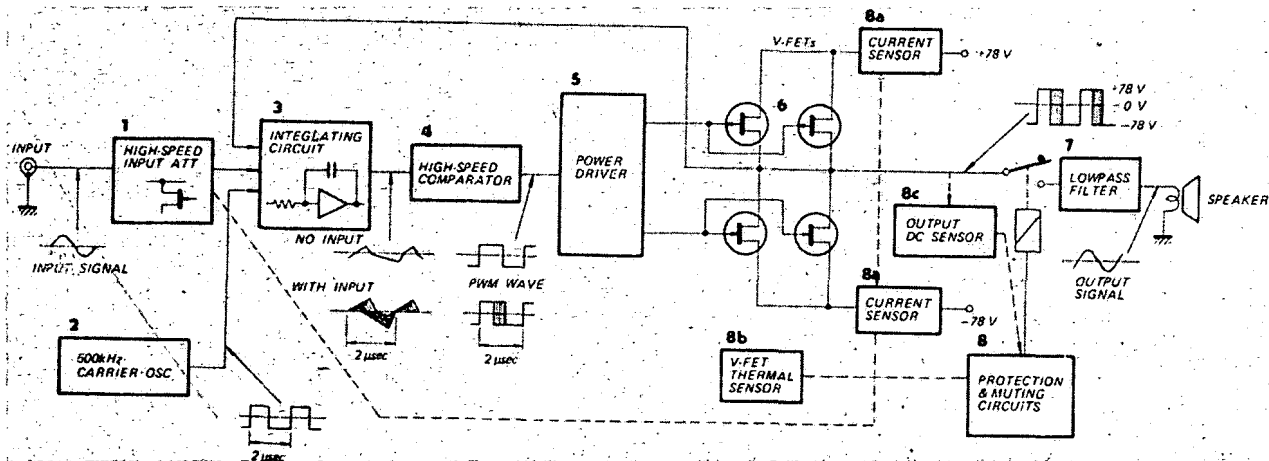 8a
V-FETs
CURRENT
SENSOR
+78 V
5
+78 V
0 V
-78 V
INPUT
1
HIGH-SPEED
INPUT ATT
3
INTEGLATING
CIRCUIT
4
HIGH-SPEED
COMPARATOR
POWER
DRIVER
6
7
LOWPASS
FILTER
SPEAKER
8c
OUTPUT
DC SENSOR
NO INPUT
INPUT SIGNAL
WITH INPUT
2 μsec
PWM WAVE
2 μsec
8a
CURRENT
SENSOR
-78 V
OUTPUT
SIGNAL
2
500kHz
CARRIER-OSC
2 μsec
8b
V-FET
THERMAL
SENSOR
8
PROTECTION
& MUTING
CIRCUITS